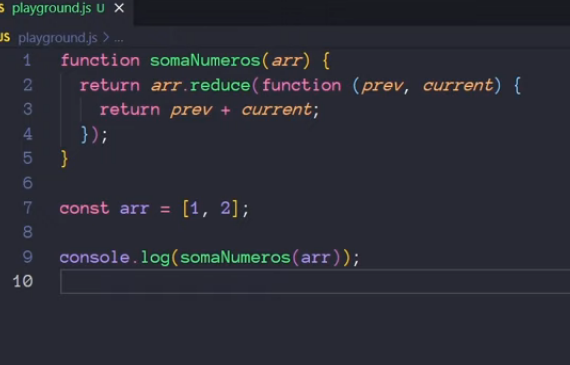 JS playground.js U ×
JS playground.js > ...
1 function somaNumeros(arr) {
2   return arr.reduce(function (prev, current) {
3     return prev + current;
4   });
5 }
6
7 const arr = [1, 2];
8
9 console.log(somaNumeros(arr));
10